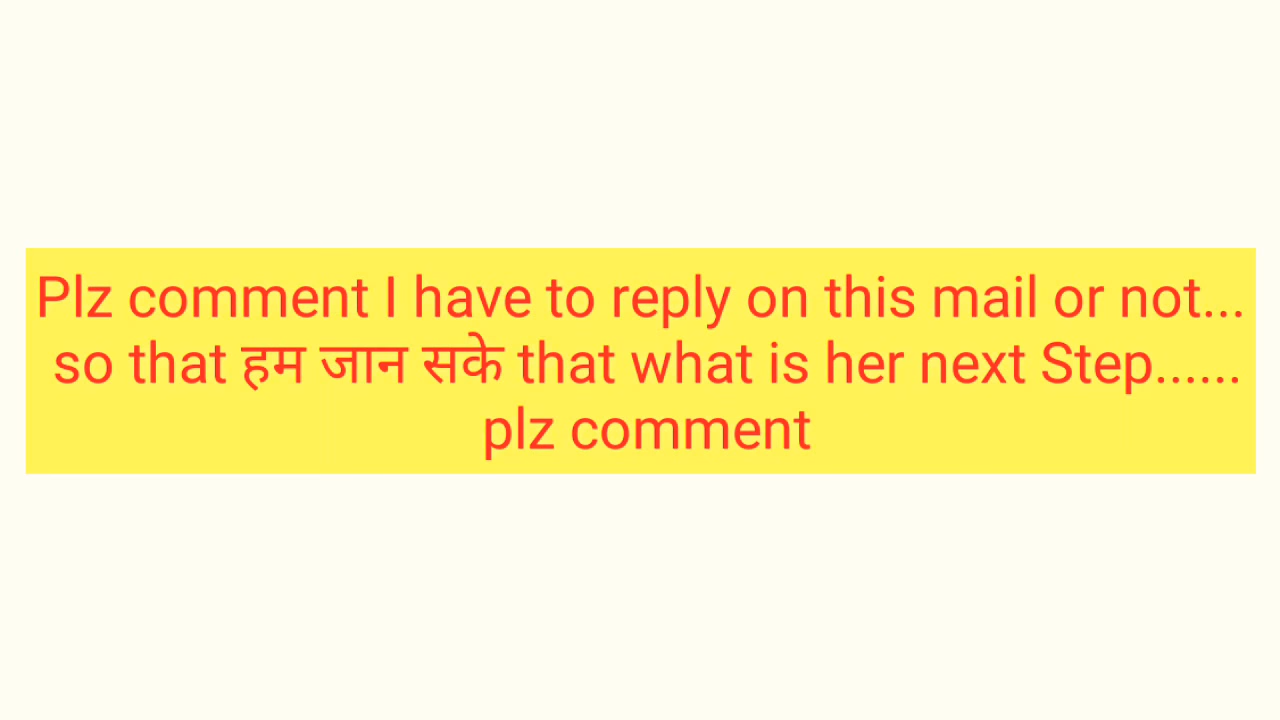 Plz comment I have to reply on this mail or not...
so that हम जान सके that what is her next Step......
plz comment